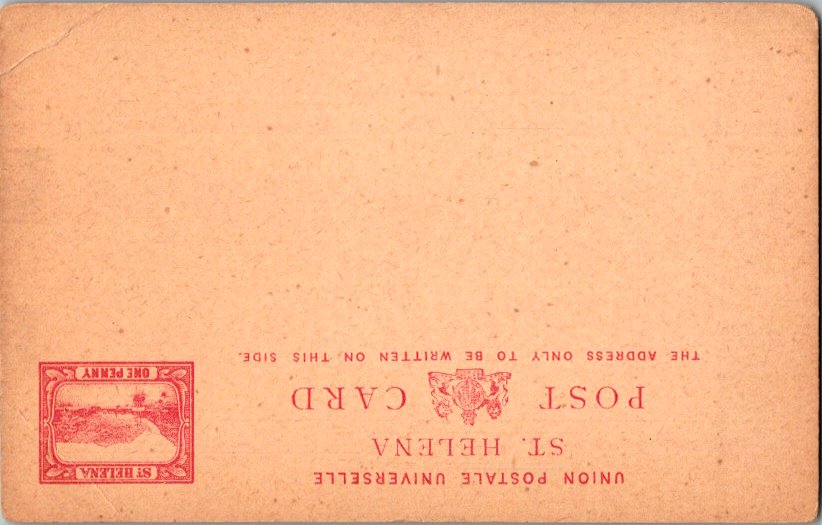 UNION POSTALE UNIVERSELLE
ST. HELENA
POST CARD
THE ADDRESS ONLY TO BE WRITTEN ON THIS SIDE.
ST HELENA
ONE PENNY